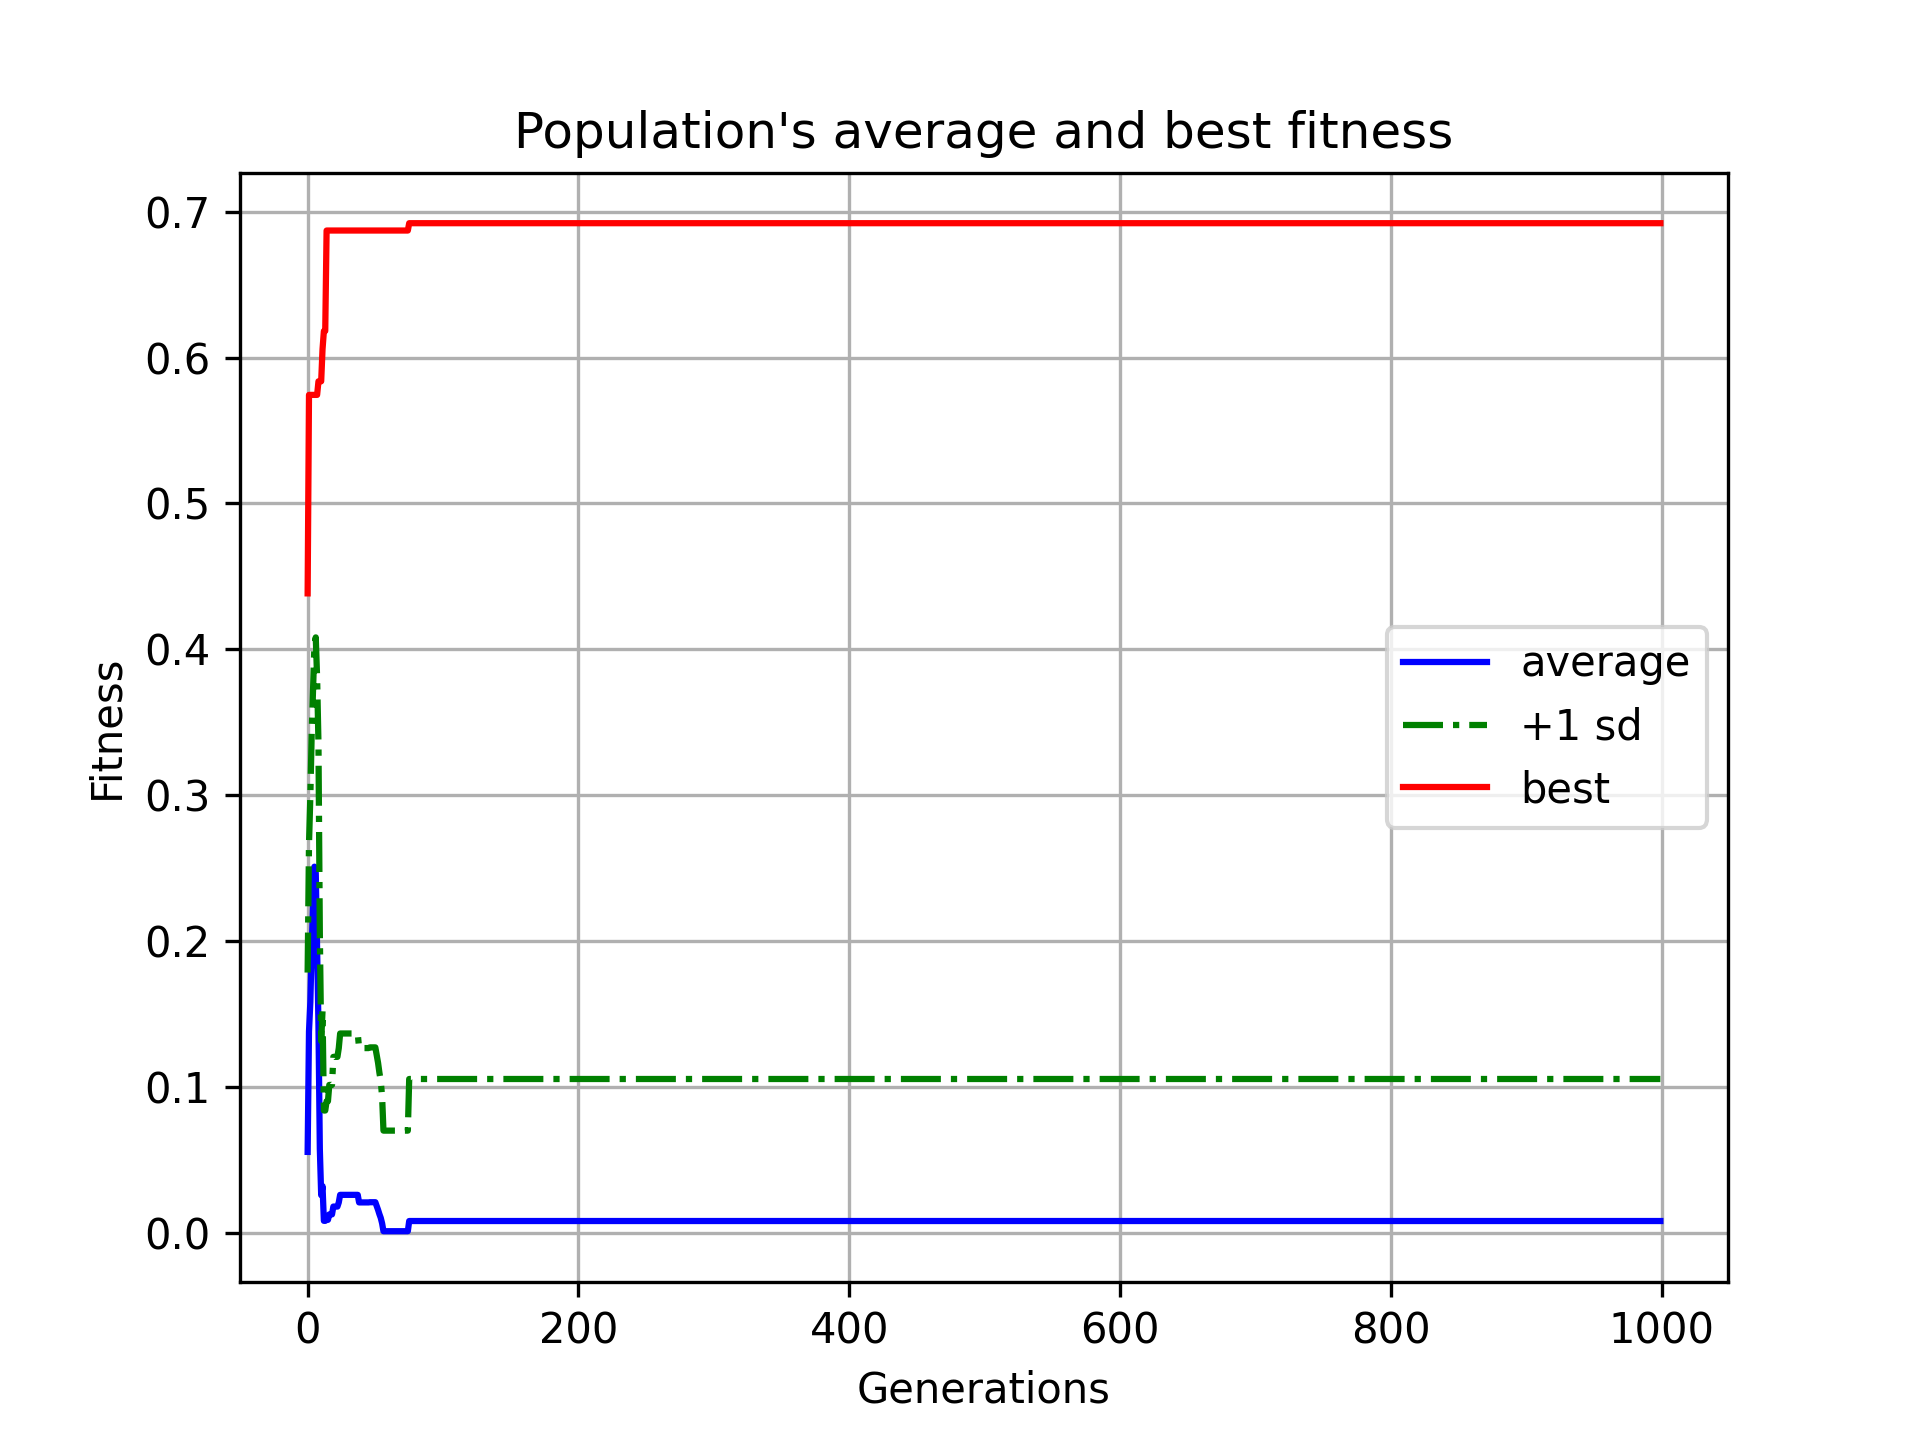 Population's average and best fitness
Fitness
0.7
0.6
0.5
0.4
0.3
0.2
0.1
0.0
average
+1 sd
best
0 200 400 600 800 1000
Generations